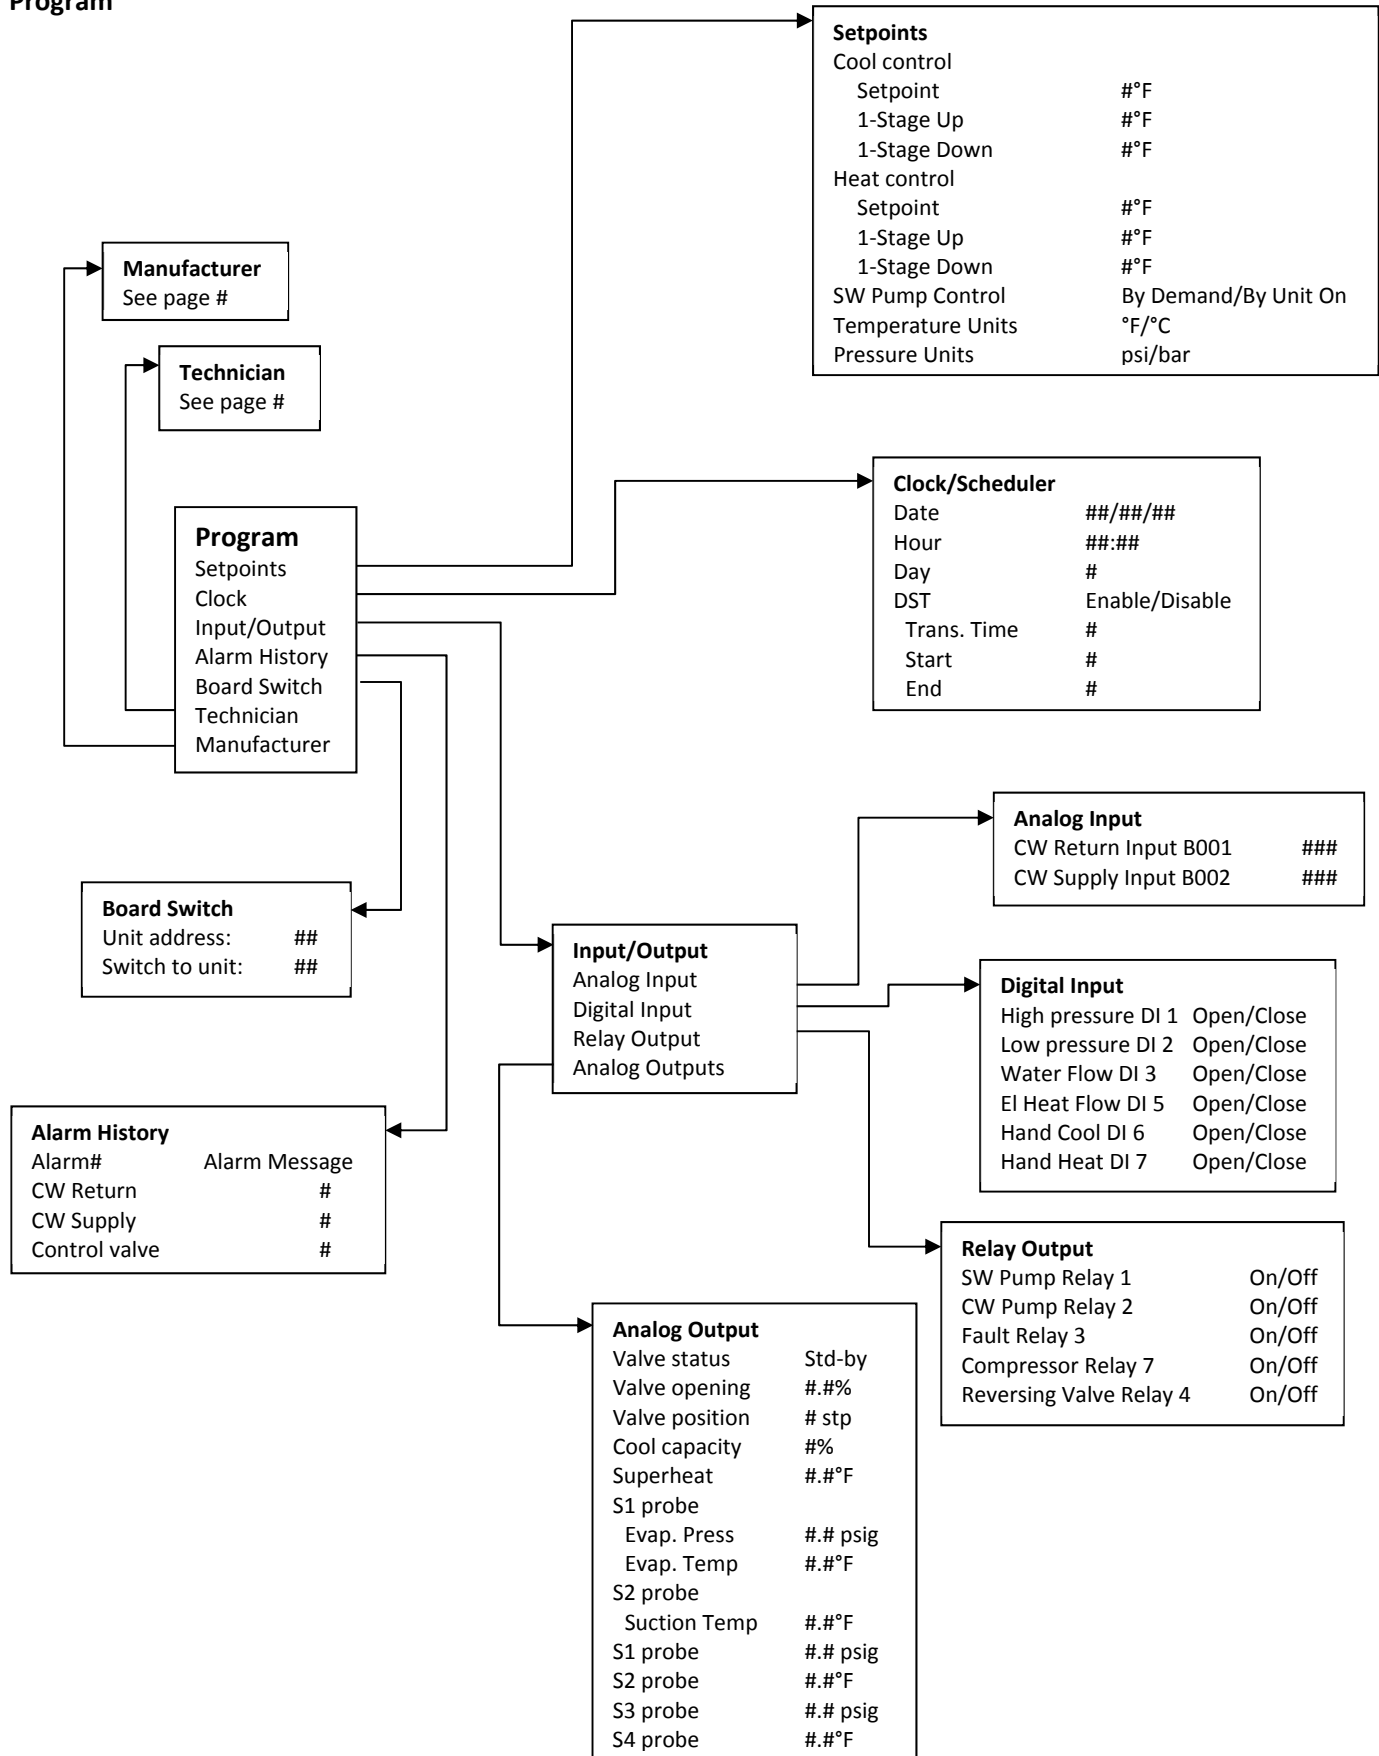 Program
Setpoints
Cool control
Setpoint #°F
1-Stage Up #°F
1-Stage Down #°F
Heat control
Setpoint #°F
1-Stage Up #°F
1-Stage Down #°F
SW Pump Control By Demand/By Unit On
Temperature Units °F/°C
Pressure Units psi/bar
Manufacturer
See page #
Technician
See page #
Clock/Scheduler
Date ##/##/##
Hour ##:##
Day #
DST Enable/Disable
Trans. Time #
Start #
End #
Program
Setpoints
Clock
Input/Output
Alarm History
Board Switch
Technician
Manufacturer
Analog Input
CW Return Input B001 ###
CW Supply Input B002 ###
Board Switch
Unit address: ##
Switch to unit: ##
Input/Output
Analog Input
Digital Input
Relay Output
Analog Outputs
Digital Input
High pressure DI 1 Open/Close
Low pressure DI 2 Open/Close
Water Flow DI 3 Open/Close
El Heat Flow DI 5 Open/Close
Hand Cool DI 6 Open/Close
Hand Heat DI 7 Open/Close
Alarm History
Alarm# Alarm Message
CW Return #
CW Supply #
Control valve #
Relay Output
SW Pump Relay 1 On/Off
CW Pump Relay 2 On/Off
Fault Relay 3 On/Off
Compressor Relay 7 On/Off
Reversing Valve Relay 4 On/Off
Analog Output
Valve status Std-by
Valve opening #.#%
Valve position # stp
Cool capacity #%
Superheat #.#°F
S1 probe
Evap. Press #.# psig
Evap. Temp #.#°F
S2 probe
Suction Temp #.#°F
S1 probe #.# psig
S2 probe #.#°F
S3 probe #.# psig
S4 probe #.#°F